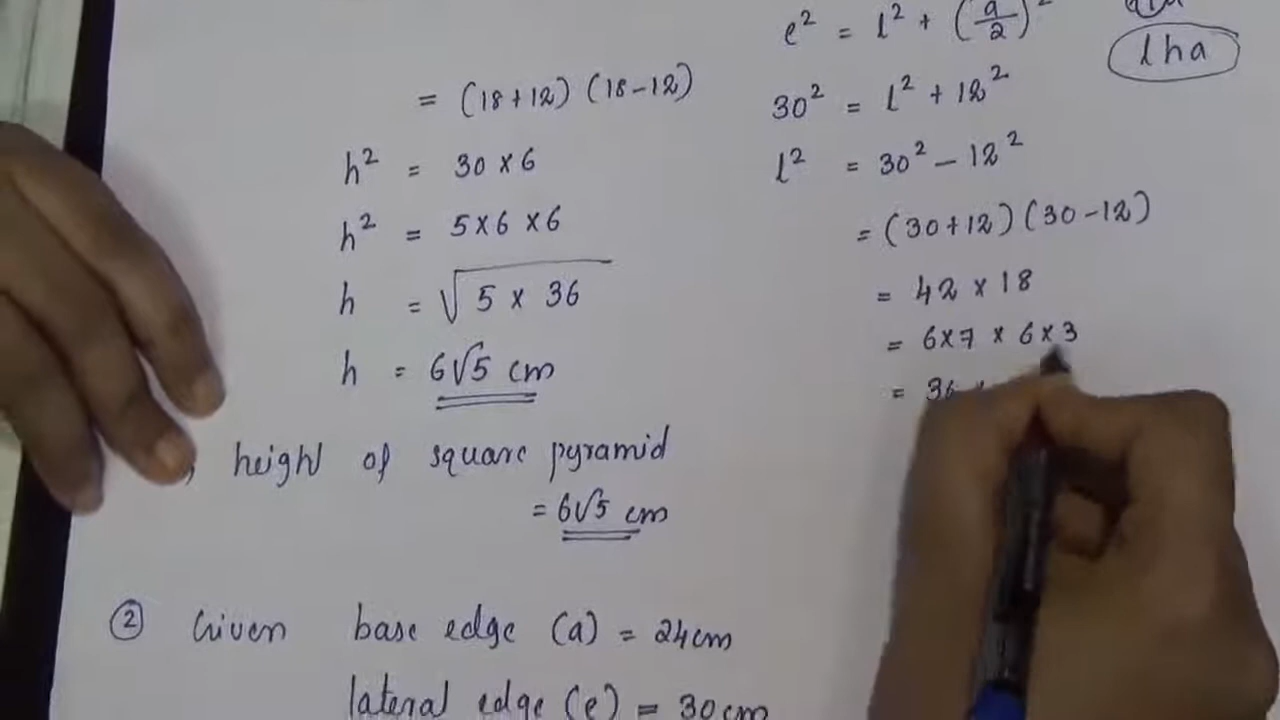 = (18+12) (18-12)
h² = 30 × 6
h² = 5×6 ×6
h = √5 × 36
h = 6√5 cm
height of square pyramid
= 6√5 cm
② Given base edge (a) = 24cm
lateral edge (e) = 30cm
e² = l² + (a/2)²
30² = l² + 12²
l² = 30² – 12²
= (30+12) (30-12)
= 42 × 18
= 6×7 × 6×3
= 36 ×
lha